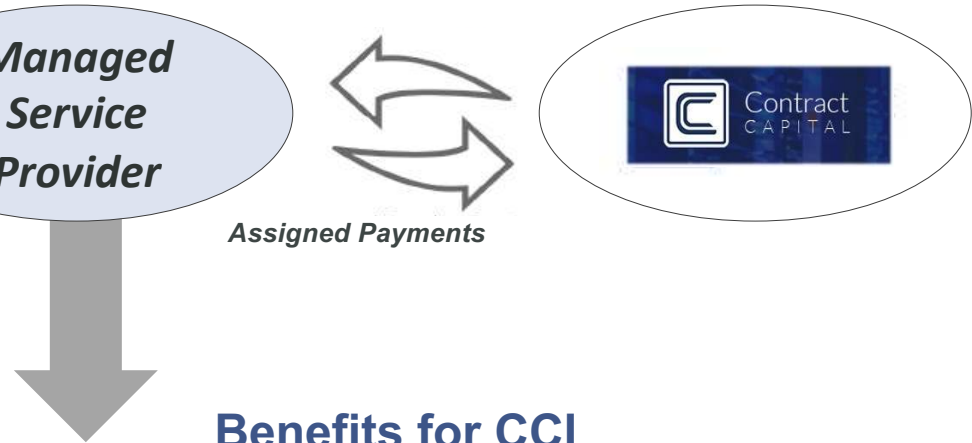 Managed
Service
Provider
Contract
CAPITAL
Assigned Payments
Benefits for CCI